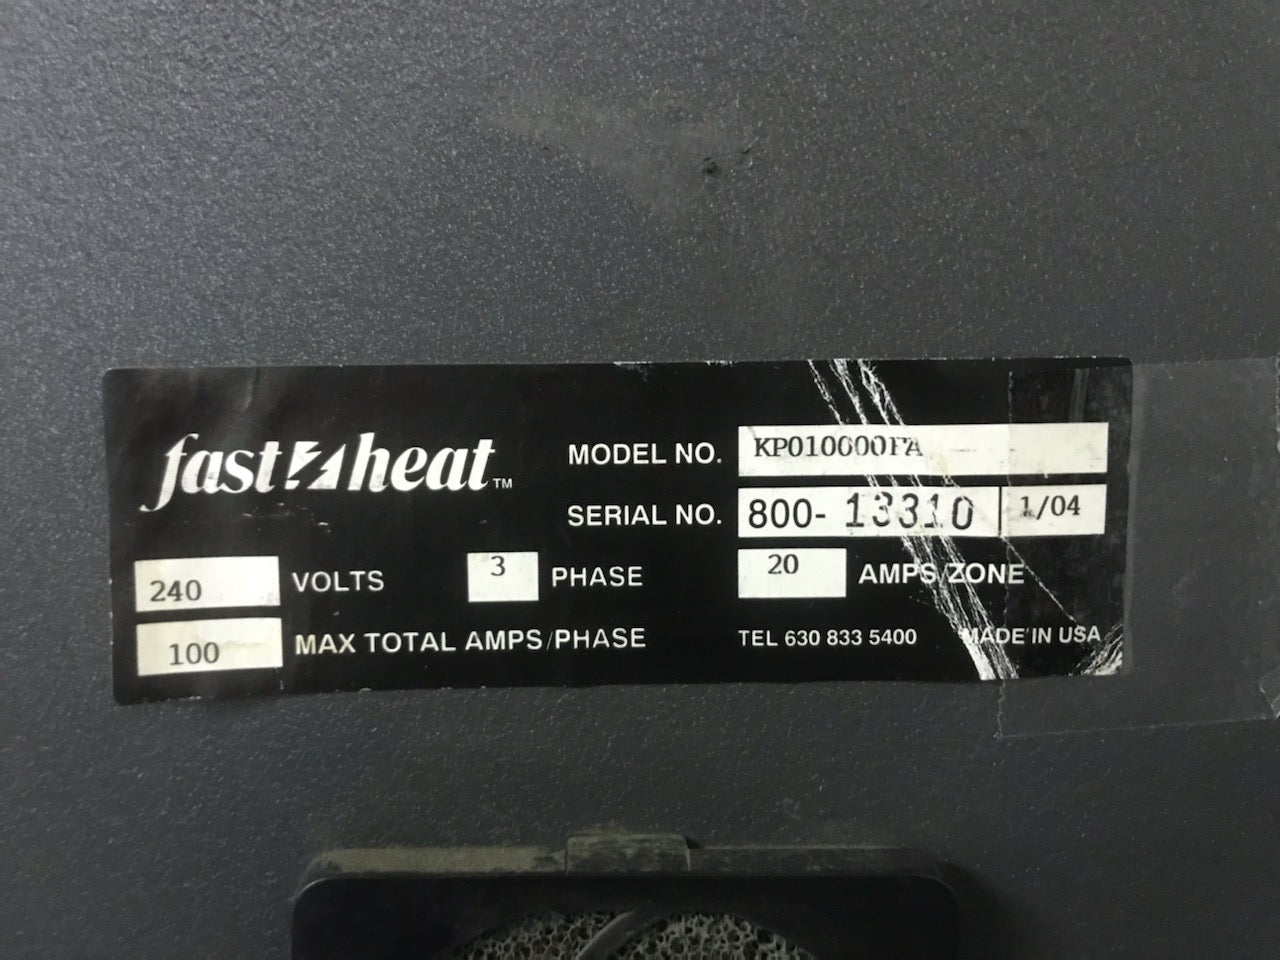 fast heat™
MODEL NO. KP010000FA
SERIAL NO. 800- 13310 1/04
240 VOLTS 3 PHASE 20 AMPS/ZONE
100 MAX TOTAL AMPS/PHASE TEL 630 833 5400 MADE IN USA